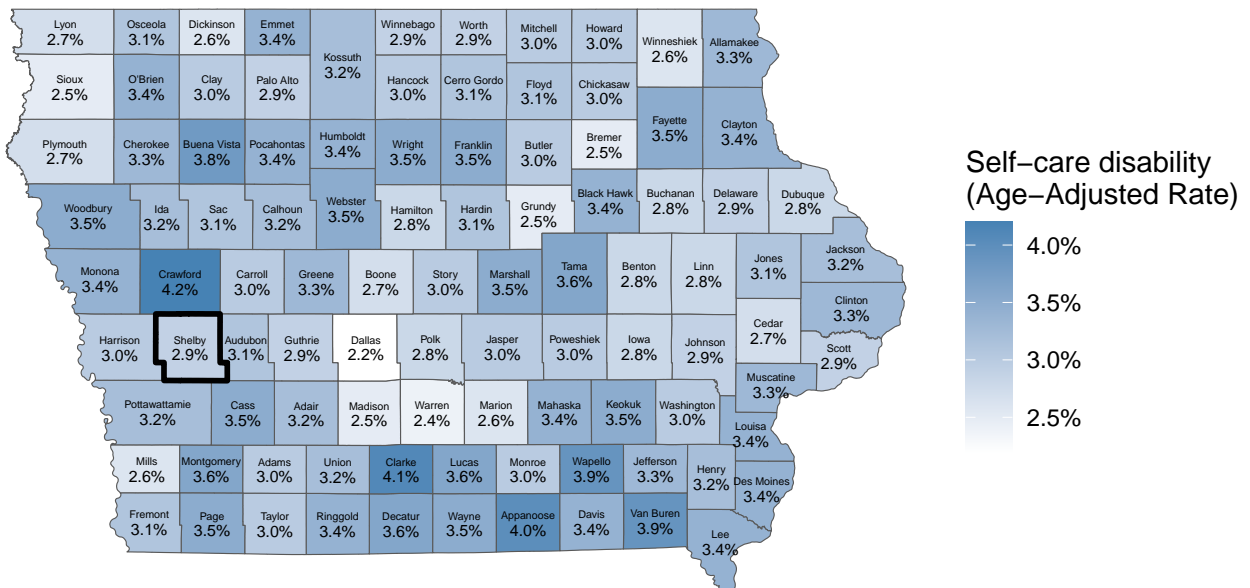 Lyon
2.7%
Osceola
3.1%
Dickinson
2.6%
Emmet
3.4%
Kossuth
3.2%
Winnebago
2.9%
Worth
2.9%
Mitchell
3.0%
Howard
3.0%
Winneshiek
2.6%
Allamakee
3.3%
Sioux
2.5%
O'Brien
3.4%
Clay
3.0%
Palo Alto
2.9%
Hancock
3.0%
Cerro Gordo
3.1%
Floyd
3.1%
Chickasaw
3.0%
Fayette
3.5%
Clayton
3.4%
Plymouth
2.7%
Cherokee
3.3%
Buena Vista
3.8%
Pocahontas
3.4%
Humboldt
3.4%
Wright
3.5%
Franklin
3.5%
Butler
3.0%
Bremer
2.5%
Woodbury
3.5%
Ida
3.2%
Sac
3.1%
Calhoun
3.2%
Webster
3.5%
Hamilton
2.8%
Hardin
3.1%
Grundy
2.5%
Black Hawk
3.4%
Buchanan
2.8%
Delaware
2.9%
Dubuque
2.8%
Monona
3.4%
Crawford
4.2%
Carroll
3.0%
Greene
3.3%
Boone
2.7%
Story
3.0%
Marshall
3.5%
Tama
3.6%
Benton
2.8%
Linn
2.8%
Jones
3.1%
Jackson
3.2%
Clinton
3.3%
Harrison
3.0%
Shelby
2.9%
Audubon
3.1%
Guthrie
2.9%
Dallas
2.2%
Polk
2.8%
Jasper
3.0%
Poweshiek
3.0%
Iowa
2.8%
Johnson
2.9%
Cedar
2.7%
Scott
2.9%
Muscatine
3.3%
Pottawattamie
3.2%
Cass
3.5%
Adair
3.2%
Madison
2.5%
Warren
2.4%
Marion
2.6%
Mahaska
3.4%
Keokuk
3.5%
Washington
3.0%
Louisa
3.4%
Mills
2.6%
Montgomery
3.6%
Adams
3.0%
Union
3.2%
Clarke
4.1%
Lucas
3.6%
Monroe
3.0%
Wapello
3.9%
Jefferson
3.3%
Henry
3.2%
Des Moines
3.4%
Fremont
3.1%
Page
3.5%
Taylor
3.0%
Ringgold
3.4%
Decatur
3.6%
Wayne
3.5%
Appanoose
4.0%
Davis
3.4%
Van Buren
3.9%
Lee
3.4%
Self−care disability
(Age−Adjusted Rate)
4.0%
3.5%
3.0%
2.5%